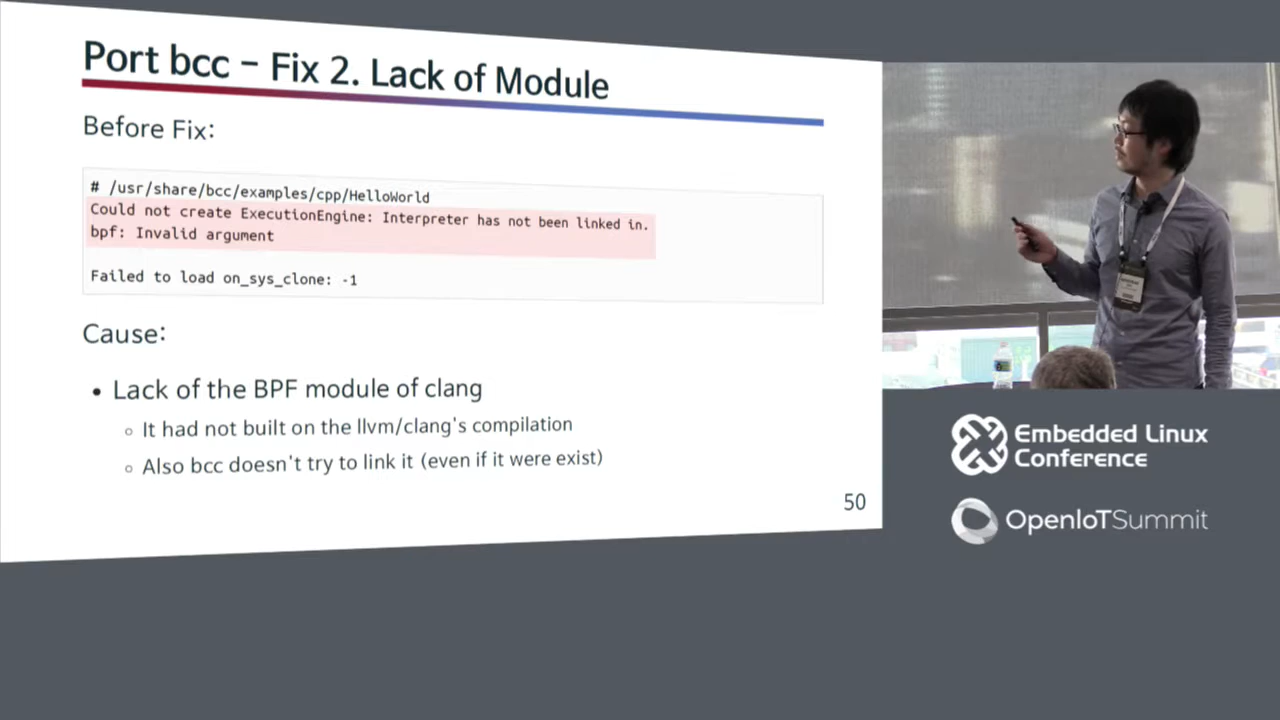 Port bcc – Fix 2. Lack of Module
Before Fix:
# /usr/share/bcc/examples/cpp/HelloWorld
Could not create ExecutionEngine: Interpreter has not been linked in.
bpf: Invalid argument
Failed to load on_sys_clone: -1
Cause:
• Lack of the BPF module of clang
○ It had not built on the llvm/clang's compilation
○ Also bcc doesn't try to link it (even if it were exist)
50
Embedded Linux
Conference
OpenIoTSummit